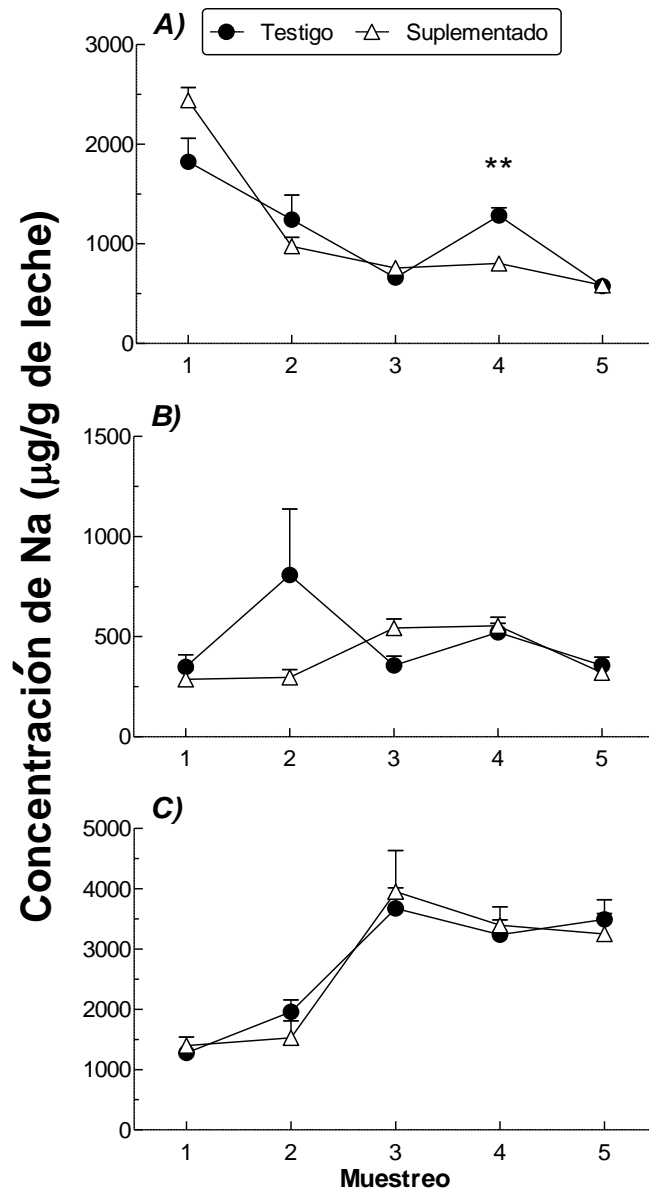 A)
Testigo Suplementado
3000
2000
**
1000
0
1 2 3 4 5
B)
1500
1000
500
0
1 2 3 4 5
C)
5000
4000
3000
2000
1000
0
1 2 3 4 5
Muestreo
Concentración de Na (µg/g de leche)